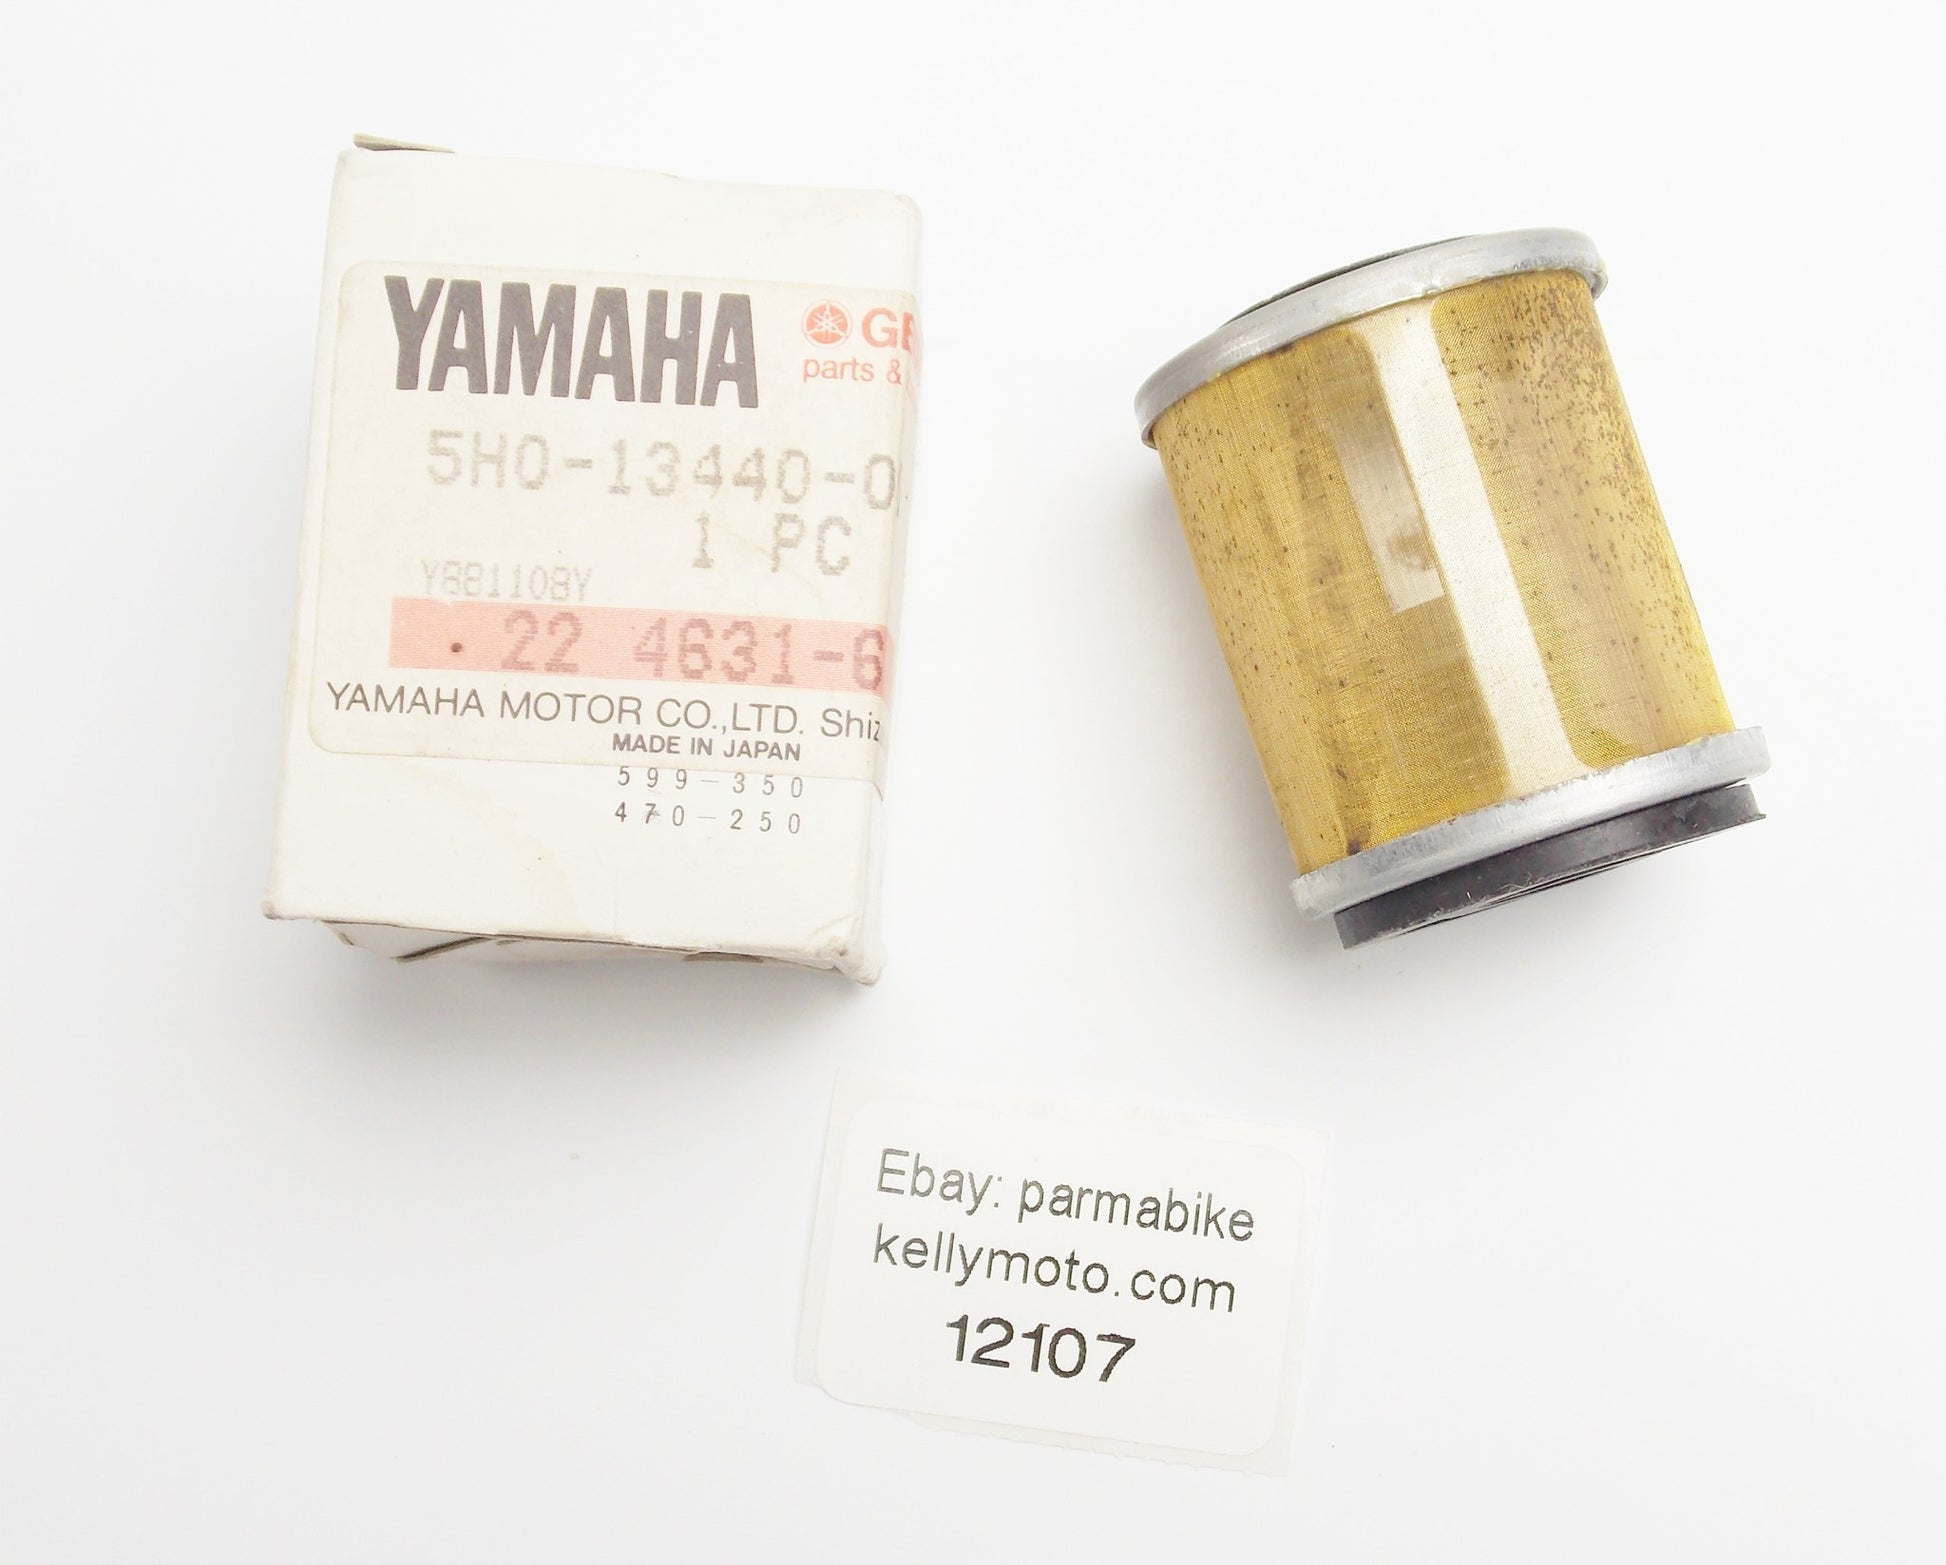 YAMAHA
parts &
5H0-13440-0
1 PC
Y881108Y
. 22 4631-6
YAMAHA MOTOR CO.,LTD. Shiz
MADE IN JAPAN
599-350
470-250
Ebay: parmabike
kellymoto.com
12107